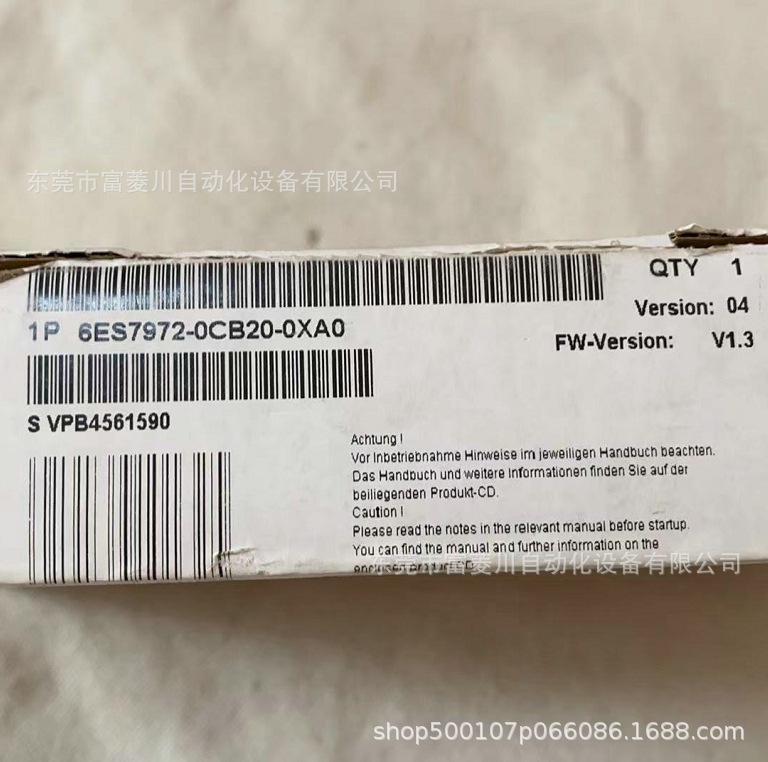 东莞市富菱川自动化设备有限公司
QTY 1
1P 6ES7972-0CB20-0XA0
Version: 04
FW-Version: V1.3
S VPB4561590
Achtung !
Vor Inbetriebnahme Hinweise im jeweiligen Handbuch beachten.
Das Handbuch und weitere Informationen finden Sie auf der
beiliegenden Produkt-CD.
Caution !
Please read the notes in the relevant manual before startup.
You can find the manual and further information on the
东莞市富菱川自动化设备有限公司
shop500107p066086.1688.com